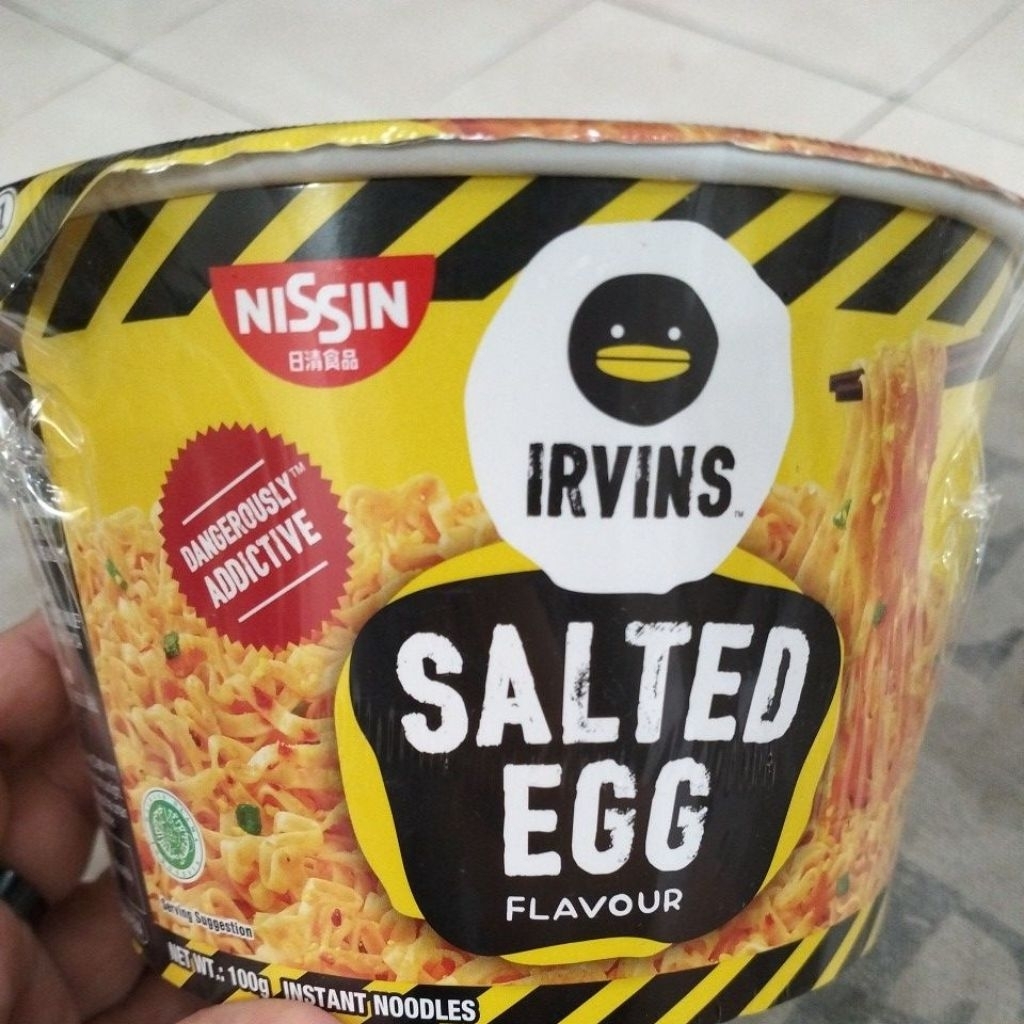 NISSIN
日清食品
IRVINS™
DANGEROUSLY™
ADDICTIVE
SALTED
EGG
FLAVOUR
Serving Suggestion
NET WT.: 100g INSTANT NOODLES